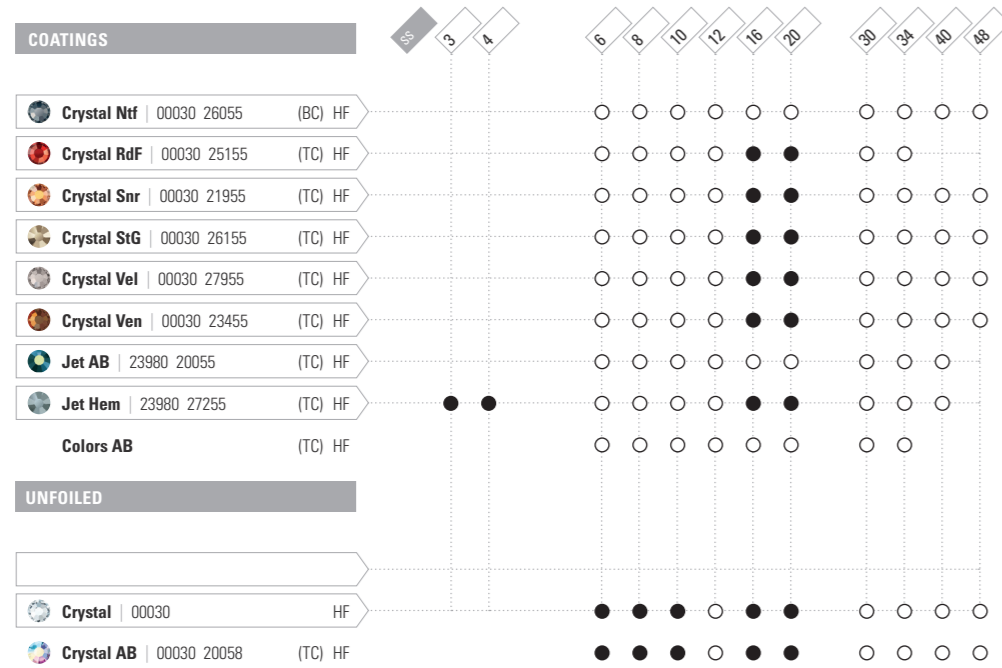 COATINGS SS 3 4 6 8 10 12 16 20 30 34 40 48
Crystal Ntf | 00030 26055 (BC) HF
Crystal RdF | 00030 25155 (TC) HF
Crystal Snr | 00030 21955 (TC) HF
Crystal StG | 00030 26155 (TC) HF
Crystal Vel | 00030 27955 (TC) HF
Crystal Ven | 00030 23455 (TC) HF
Jet AB | 23980 20055 (TC) HF
Jet Hem | 23980 27255 (TC) HF
Colors AB (TC) HF
UNFOILED
Crystal | 00030 HF
Crystal AB | 00030 20058 (TC) HF